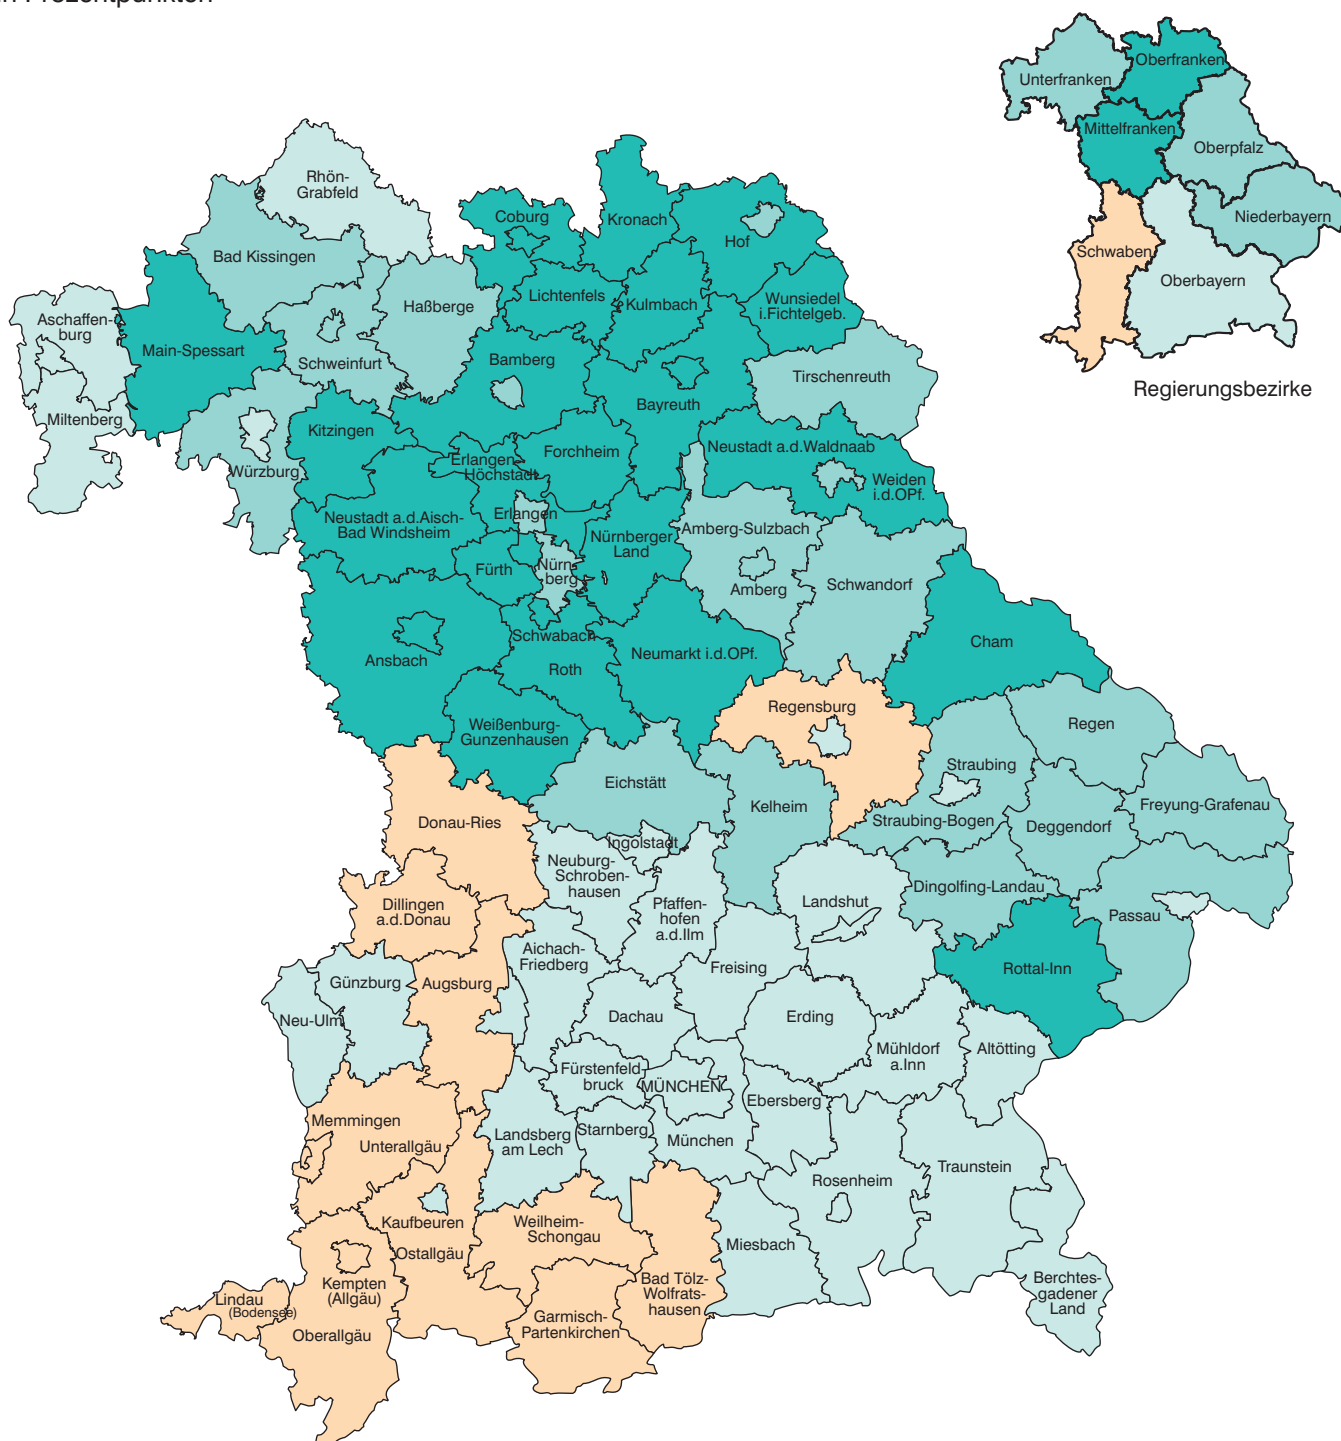 Oberfranken
Unterfranken
Mittelfranken
Oberpfalz
Niederbayern
Schwaben
Oberbayern
Regierungsbezirke
Rhön-
Grabfeld
Coburg
Kronach
Hof
Bad Kissingen
Lichtenfels
Kulmbach
Wunsiedel
i.Fichtelgeb.
Haßberge
Aschaffen-
burg
Main-Spessart
Schweinfurt
Bamberg
Tirschenreuth
Bayreuth
Miltenberg
Kitzingen
Würzburg
Erlangen-
Höchstadt
Forchheim
Neustadt a.d.Waldnaab
Weiden
i.d.OPf.
Neustadt a.d.Aisch-
Bad Windsheim
Erlangen
Nürnberger
Land
Amberg-Sulzbach
Fürth
Nürn-
berg
Amberg
Schwandorf
Ansbach
Schwabach
Roth
Neumarkt i.d.OPf.
Cham
Weißenburg-
Gunzenhausen
Regensburg
Regen
Straubing
Eichstätt
Kelheim
Freyung-Grafenau
Straubing-Bogen
Deggendorf
Donau-Ries
Ingolstadt
Neuburg-
Schroben-
hausen
Dingolfing-Landau
Dillingen
a.d.Donau
Pfaffen-
hofen
a.d.Ilm
Landshut
Passau
Aichach-
Friedberg
Freising
Rottal-Inn
Günzburg
Augsburg
Neu-Ulm
Dachau
Erding
Mühldorf
a.Inn
Altötting
Fürstenfeld
bruck
MÜNCHEN
Ebersberg
Memmingen
Unterallgäu
Landsberg
am Lech
Starnberg
München
Traunstein
Rosenheim
Kaufbeuren
Ostallgäu
Weilheim-
Schongau
Miesbach
Kempten
(Allgäu)
Bad Tölz-
Wolfrats-
hausen
Berchtes-
gadener
Land
Lindau
(Bodensee)
Oberallgäu
Garmisch-
Partenkirchen